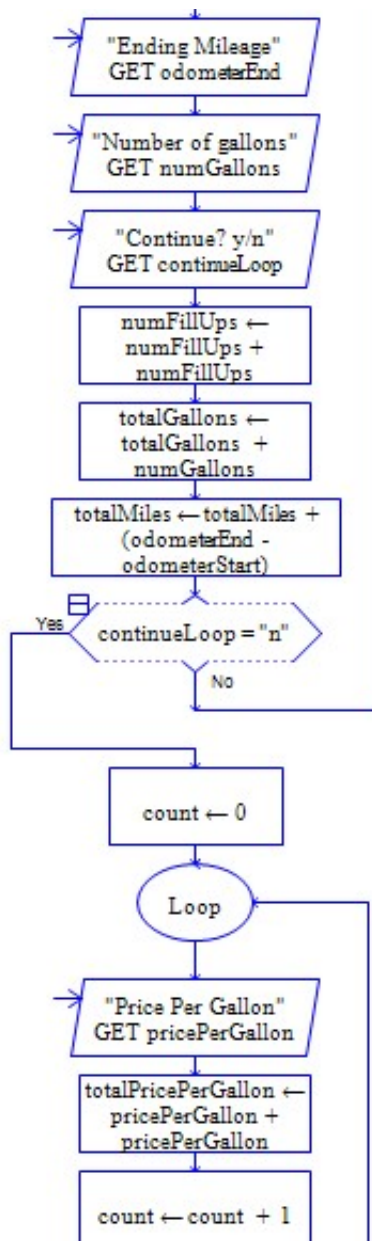 "Ending Mileage"
GET odometerEnd
"Number of gallons"
GET numGallons
"Continue? y/n"
GET continueLoop
numFillUps ←
numFillUps +
numFillUps
totalGallons ←
totalGallons +
numGallons
totalMiles ← totalMiles +
(odometerEnd -
odometerStart)
Yes
continueLoop = "n"
No
count ← 0
Loop
"Price Per Gallon"
GET pricePerGallon
totalPricePerGallon ←
pricePerGallon +
pricePerGallon
count ← count + 1